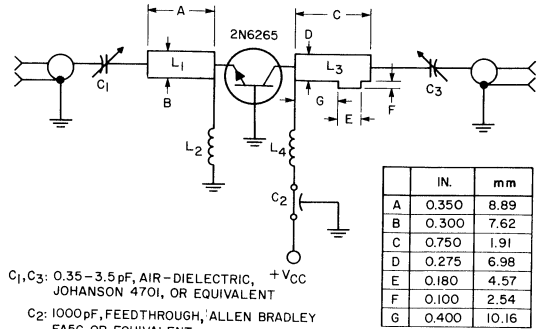 A
C
2N6265
D
L1
L3
C1
B
G
E
F
C3
L2
L4
C2
+VCC
C1, C3: 0.35-3.5 pF, AIR-DIELECTRIC,
JOHANSON 4701, OR EQUIVALENT
C2: 1000 pF, FEEDTHROUGH, ALLEN BRADLEY
FA5C OR EQUIVALENT
IN. mm
A 0.350 8.89
B 0.300 7.62
C 0.750 1.91
D 0.275 6.98
E 0.180 4.57
F 0.100 2.54
G 0.400 10.16